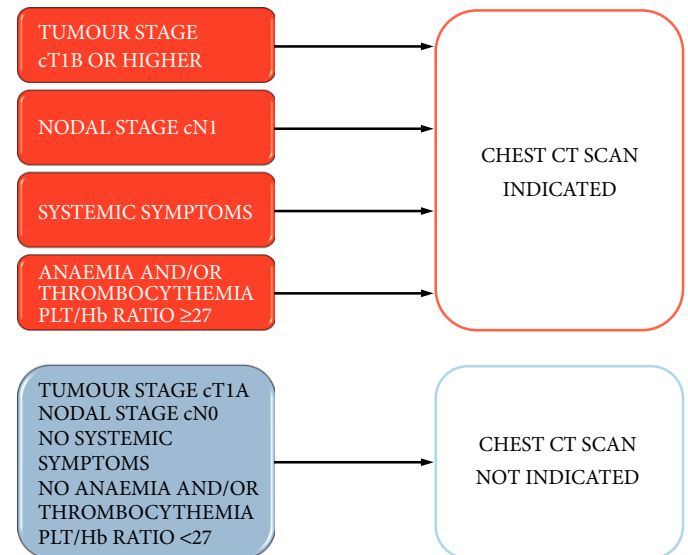 TUMOUR STAGE
cT1B OR HIGHER
NODAL STAGE cN1
SYSTEMIC SYMPTOMS
ANAEMIA AND/OR
THROMBOCYTHEMIA
PLT/Hb RATIO ≥27
CHEST CT SCAN
INDICATED
TUMOUR STAGE cT1A
NODAL STAGE cN0
NO SYSTEMIC
SYMPTOMS
NO ANAEMIA AND/OR
THROMBOCYTHEMIA
PLT/Hb RATIO <27
CHEST CT SCAN
NOT INDICATED